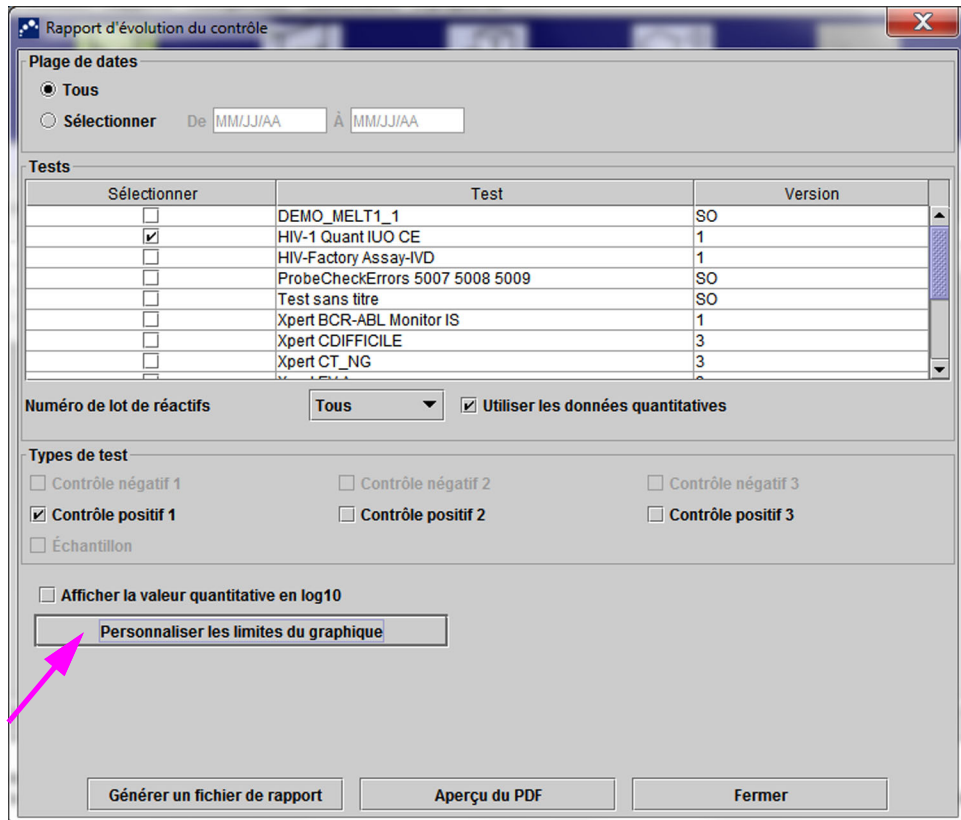 Rapport d'évolution du contrôle
Plage de dates
Tous
Sélectionner De MM/JJ/AA À MM/JJ/AA
Tests
Sélectionner Test Version
DEMO_MELT1_1 SO
HIV-1 Quant IUO CE 1
HIV-Factory Assay-IVD 1
ProbeCheckErrors 5007 5008 5009 SO
Test sans titre SO
Xpert BCR-ABL Monitor IS 1
Xpert CDIFFICILE 3
Xpert CT_NG 3
Numéro de lot de réactifs Tous Utiliser les données quantitatives
Types de test
Contrôle négatif 1 Contrôle négatif 2 Contrôle négatif 3
Contrôle positif 1 Contrôle positif 2 Contrôle positif 3
Échantillon
Afficher la valeur quantitative en log10
Personnaliser les limites du graphique
Générer un fichier de rapport Aperçu du PDF Fermer